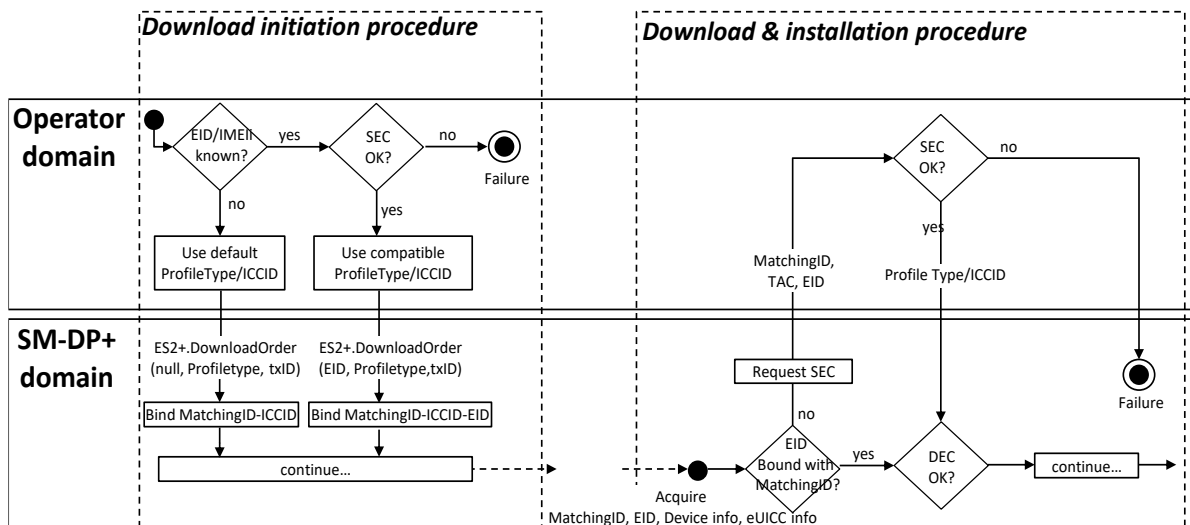 Download initiation procedure
Download & installation procedure
Operator
domain
EID/IMEIi
known?
yes
SEC
OK?
no
Failure
no
yes
Use default
ProfileType/ICCID
Use compatible
ProfileType/ICCID
SEC
OK?
no
yes
MatchingID,
TAC, EID
Profile Type/ICCID
SM-DP+
domain
ES2+.DownloadOrder
(null, Profiletype, txID)
ES2+.DownloadOrder
(EID, Profiletype,txID)
Bind MatchingID-ICCID
Bind MatchingID-ICCID-EID
continue…
Request SEC
no
Failure
EID
Bound with
MatchingID?
yes
DEC
OK?
continue…
Acquire
MatchingID, EID, Device info, eUICC info